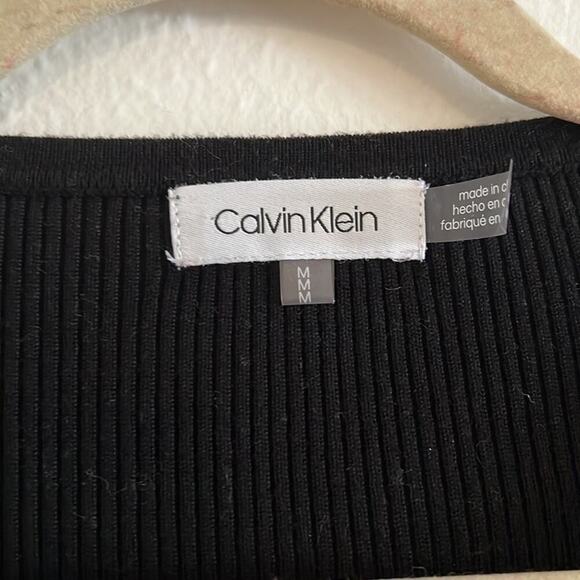 Calvin Klein
M
M
M
made in
hecho en
fabriqué en